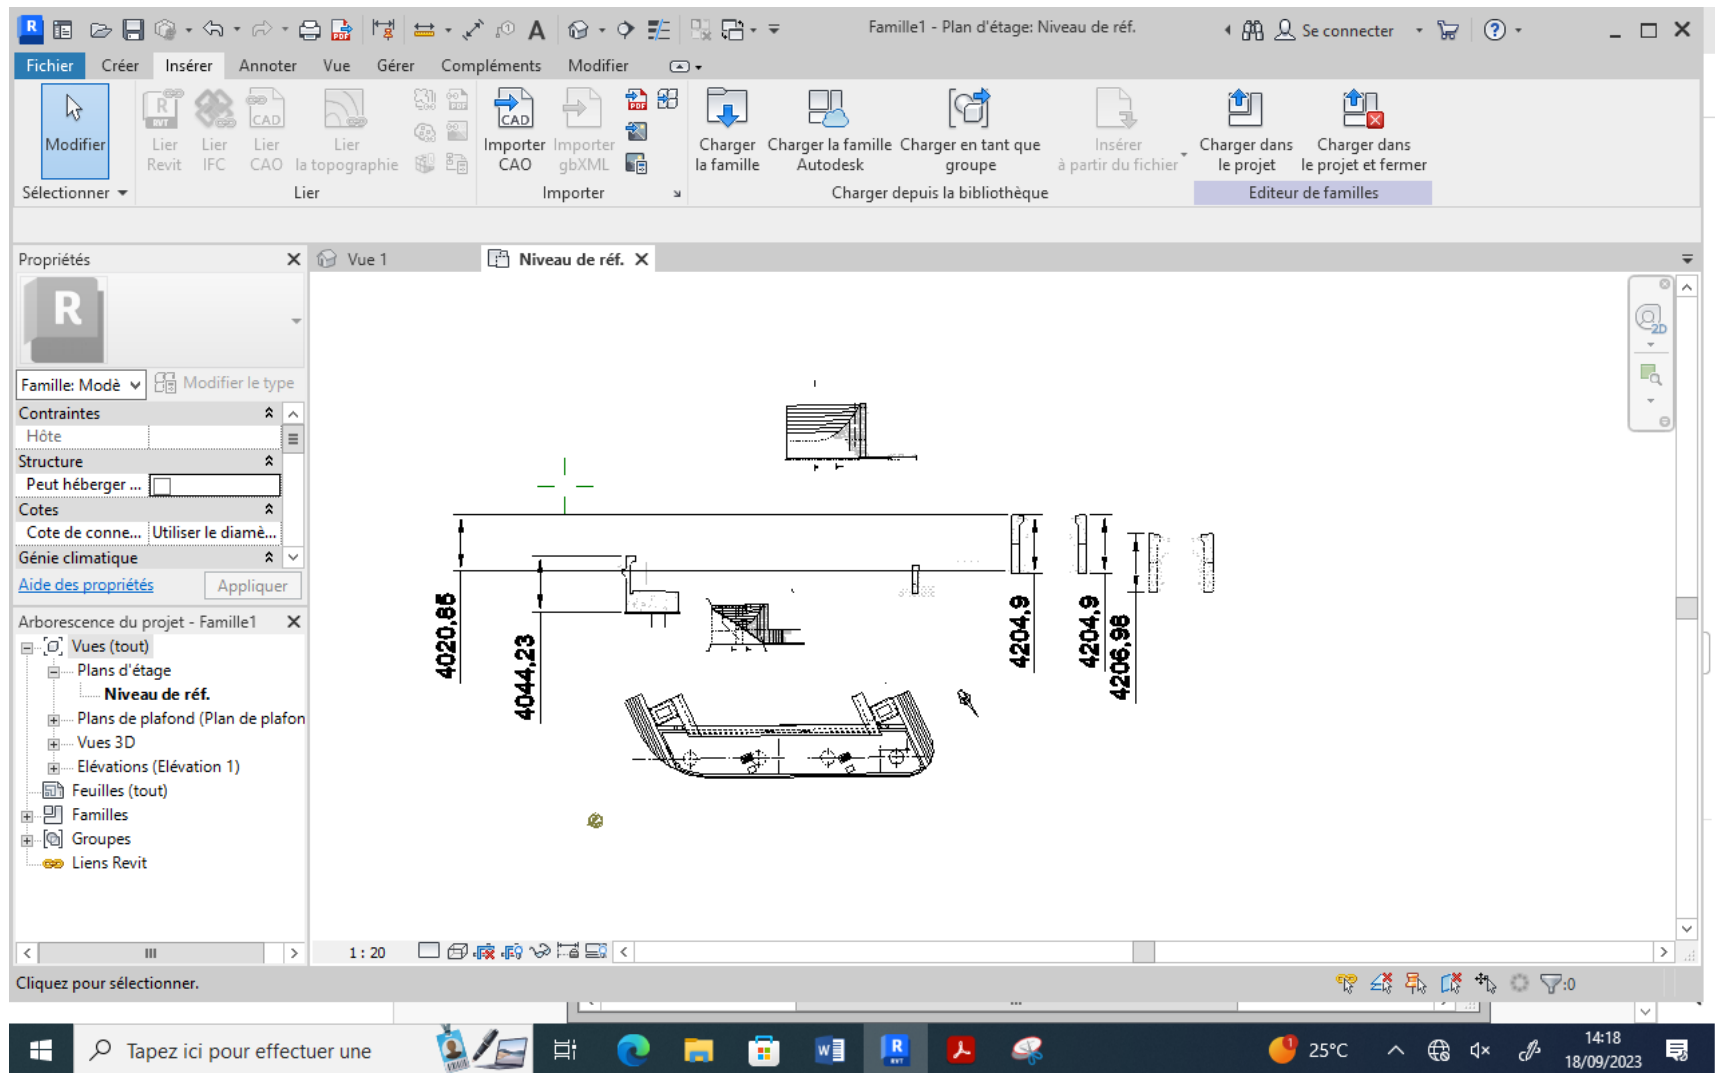 Famille1 - Plan d'étage: Niveau de réf.
Se connecter
Fichier Créer Insérer Annoter Vue Gérer Compléments Modifier
Modifier
Lier Revit
Lier IFC
Lier CAO
Lier la topographie
Importer CAO
Importer gbXML
Charger la famille
Charger la famille Autodesk
Charger en tant que groupe
Insérer à partir du fichier
Charger dans le projet
Charger dans le projet et fermer
Sélectionner
Lier
Importer
Charger depuis la bibliothèque
Editeur de familles
Propriétés
Vue 1
Niveau de réf.
R
Famille: Modè
Modifier le type
Contraintes
Hôte
Structure
Peut héberger ...
Cotes
Cote de conne... Utiliser le diamè...
Génie climatique
Aide des propriétés
Appliquer
Arborescence du projet - Famille1
Vues (tout)
Plans d'étage
Niveau de réf.
Plans de plafond (Plan de plafon
Vues 3D
Elévations (Elévation 1)
Feuilles (tout)
Familles
Groupes
Liens Revit
2D
4020,85
4044,23
4204,9
4204,9
4206,98
1 : 20
Cliquez pour sélectionner.
:0
Tapez ici pour effectuer une
1
25°C
14:18
18/09/2023